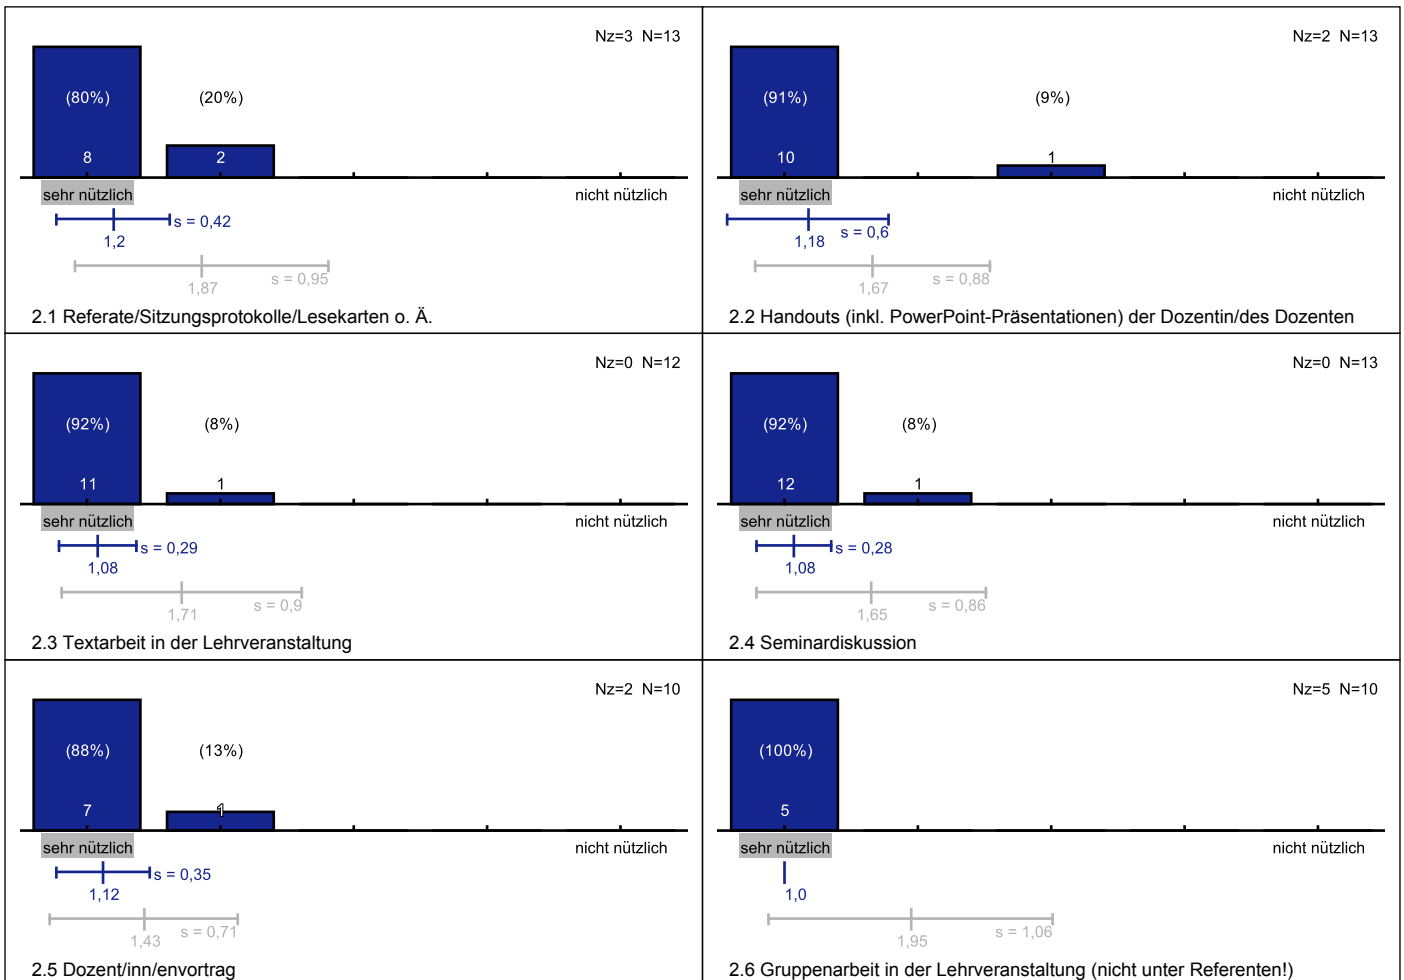 Nz=3 N=13
(80%) (20%)
8 2
sehr nützlich nicht nützlich
s = 0,42
1,2
s = 0,95
1,87
2.1 Referate/Sitzungsprotokolle/Lesekarten o. Ä.
Nz=2 N=13
(91%) (9%)
10 1
sehr nützlich nicht nützlich
s = 0,6
1,18
s = 0,88
1,67
2.2 Handouts (inkl. PowerPoint-Präsentationen) der Dozentin/des Dozenten
Nz=0 N=12
(92%) (8%)
11 1
sehr nützlich nicht nützlich
s = 0,29
1,08
s = 0,9
1,71
2.3 Textarbeit in der Lehrveranstaltung
Nz=0 N=13
(92%) (8%)
12 1
sehr nützlich nicht nützlich
s = 0,28
1,08
s = 0,86
1,65
2.4 Seminardiskussion
Nz=2 N=10
(88%) (13%)
7 1
sehr nützlich nicht nützlich
s = 0,35
1,12
s = 0,71
1,43
2.5 Dozent/inn/envortrag
Nz=5 N=10
(100%)
5
sehr nützlich nicht nützlich
1,0
s = 1,06
1,95
2.6 Gruppenarbeit in der Lehrveranstaltung (nicht unter Referenten!)